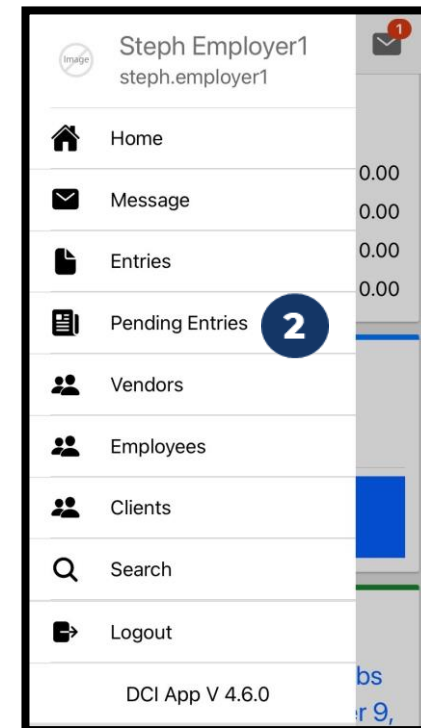 Image
Steph Employer1
steph.employer1
1
Home
Message
Entries
Pending Entries 2
Vendors
Employees
Clients
Search
Logout
DCI App V 4.6.0
0.00
0.00
0.00
0.00
bs
r 9,